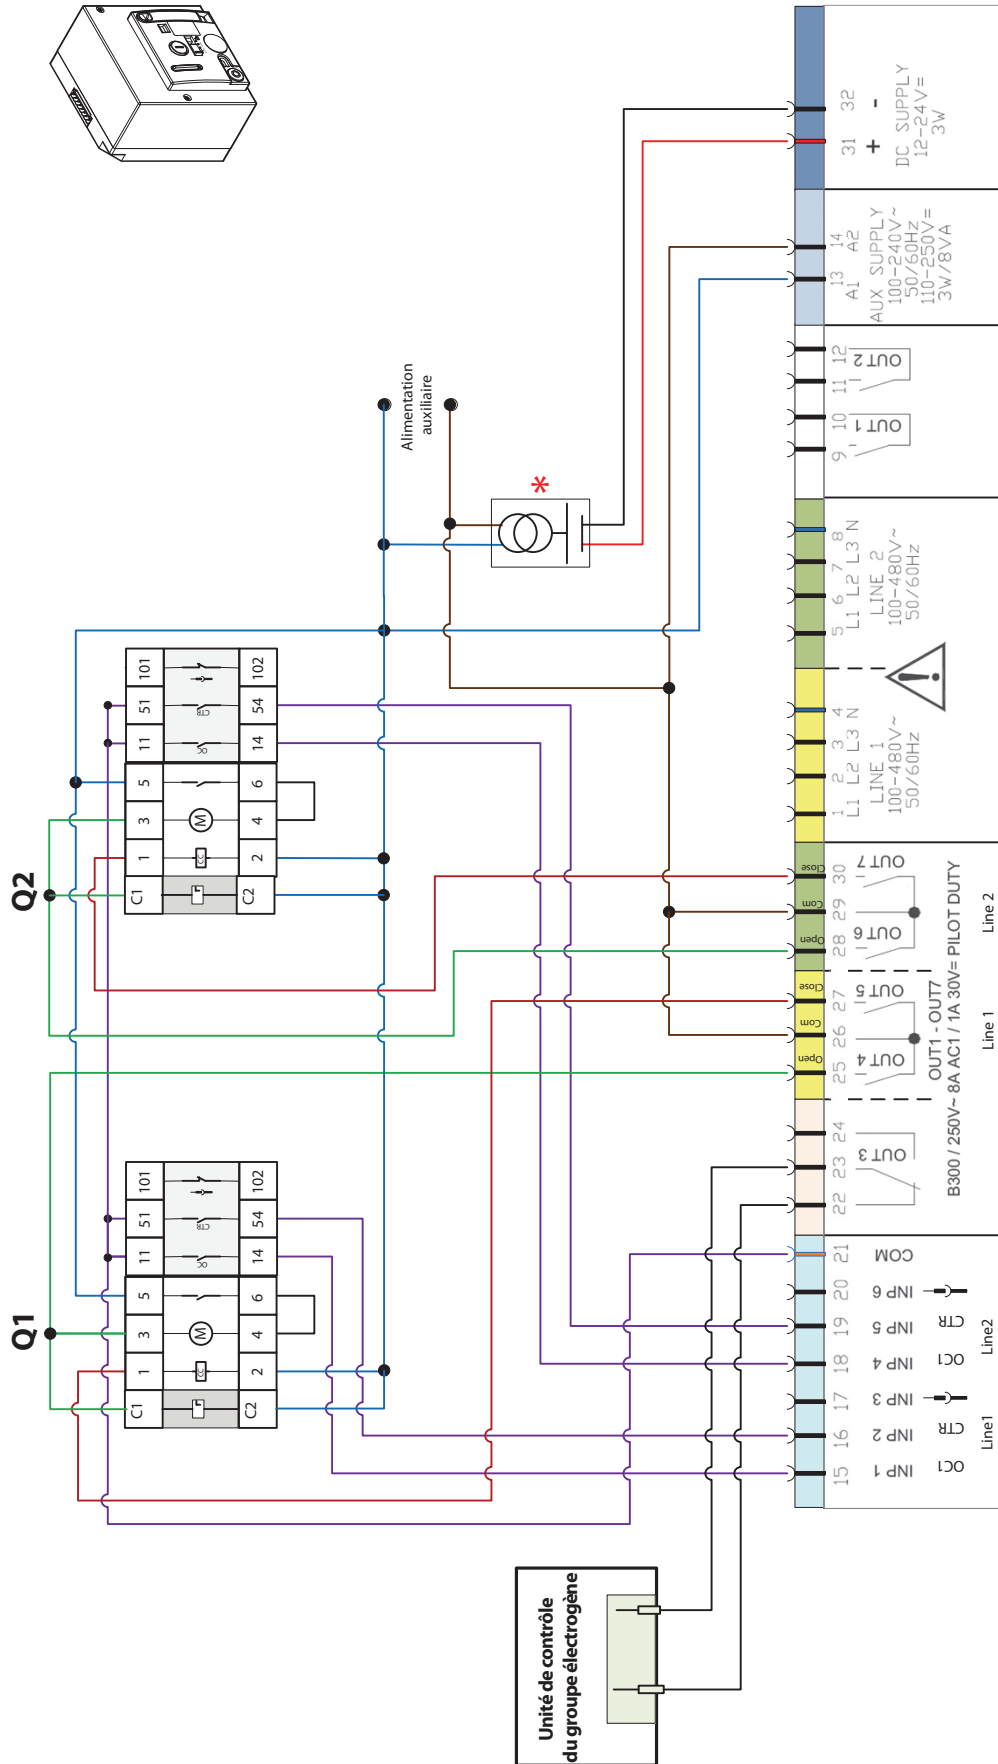 Q1
C1 1 3 5 11 51 101
CC M OC CTR
C2 2 4 6 14 54 102
Q2
C1 1 3 5 11 51 101
CC M OC CTR
C2 2 4 6 14 54 102
Alimentation
auxiliaire
*
Unité de contrôle
du groupe électrogène
Open Com Close Open Com Close
15 16 17 18 19 20 21 22 23 24 25 26 27 28 29 30 1 2 3 4 5 6 7 8 9 10 11 12 13 14 31 32
INP 1 INP 2 INP 3 INP 4 INP 5 INP 6 COM
OC1 CTR OC1 CTR
Line1 Line2
OUT 3
OUT 4 OUT 5 OUT 6 OUT 7
OUT1 - OUT7
B300 / 250V~ 8A AC1 / 1A 30V= PILOT DUTY
Line 1 Line 2
L1 L2 L3 N
LINE 1
100-480V~
50/60Hz
L1 L2 L3 N
LINE 2
100-480V~
50/60Hz
OUT 1 OUT 2
A1 A2
AUX SUPPLY
100-240V~
50/60Hz
110-250V=
3W/8VA
+ -
DC SUPPLY
12-24V=
3W